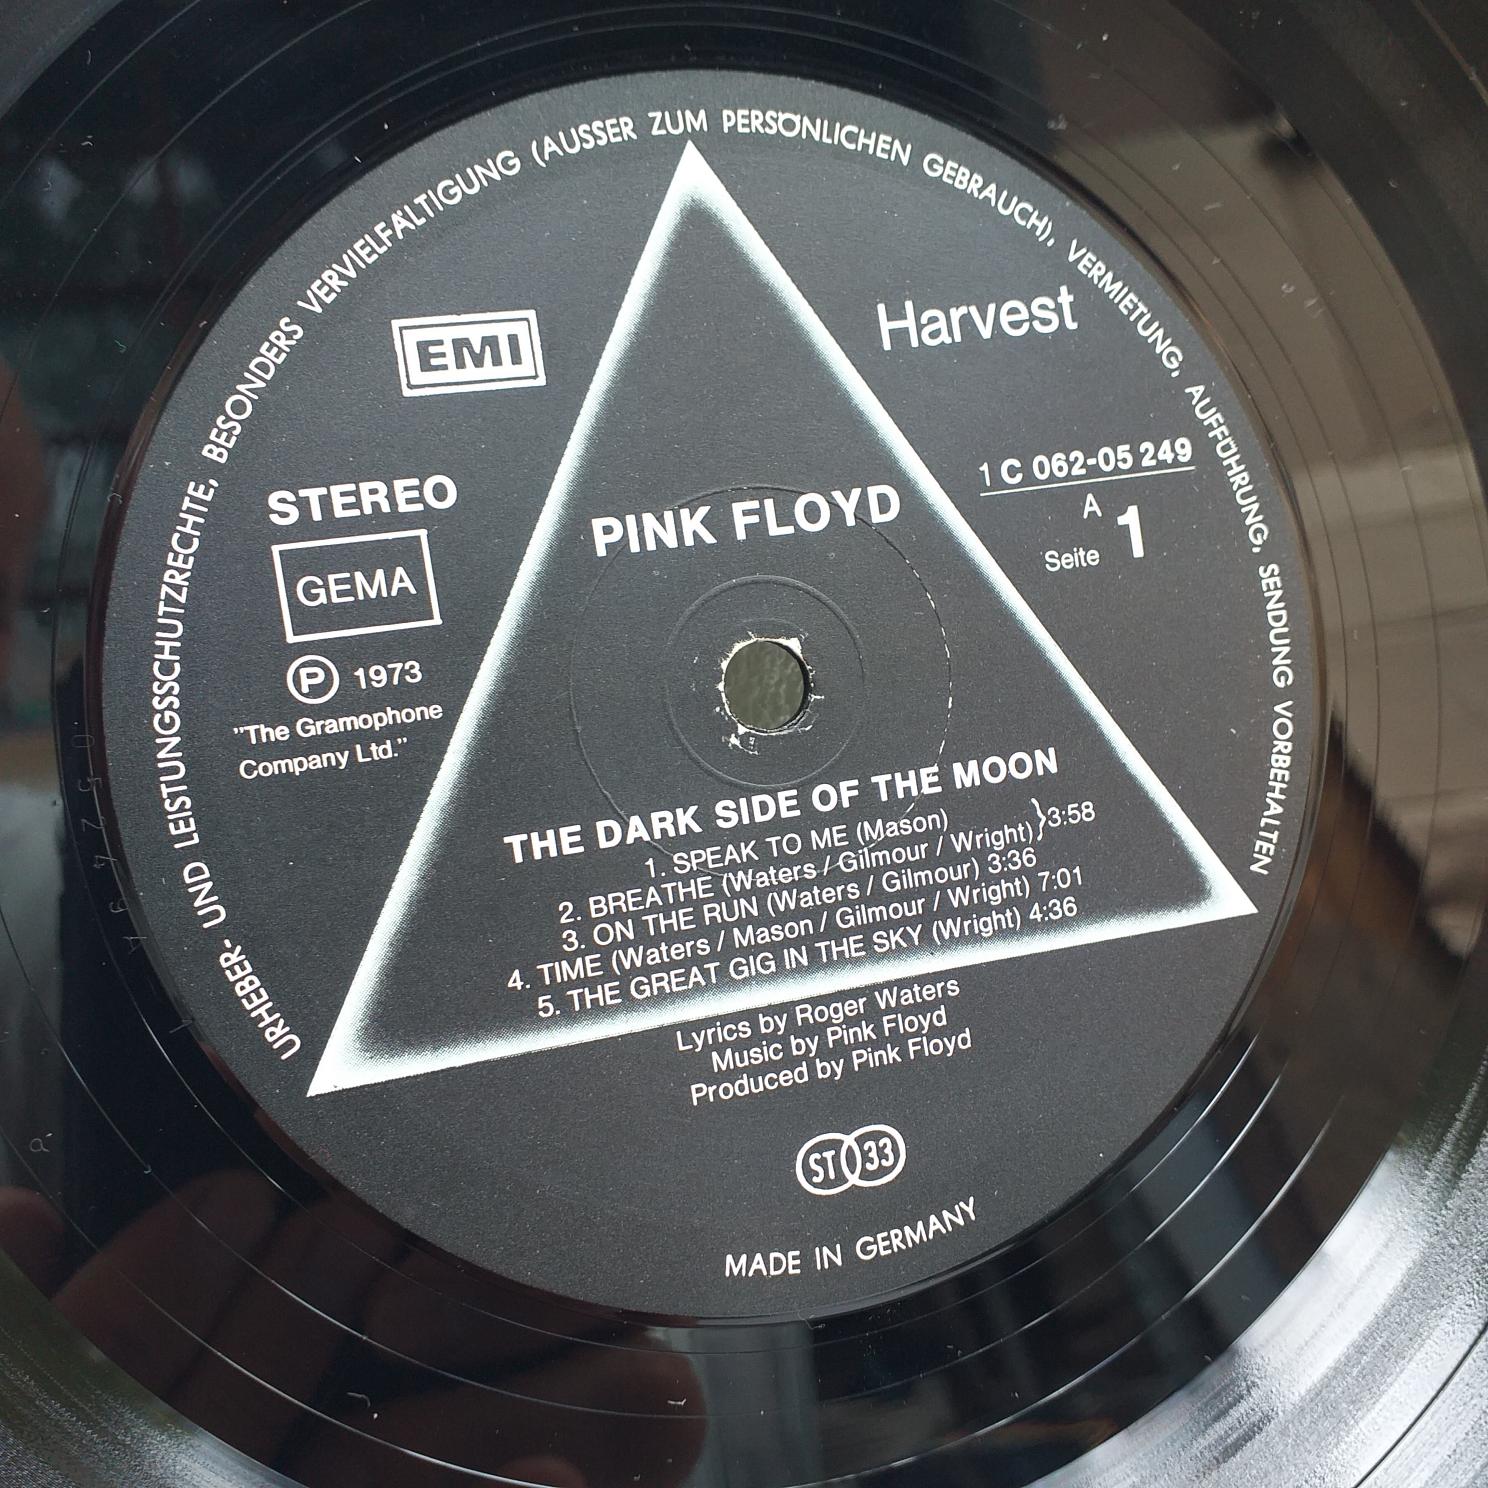 URHEBER- UND LEISTUNGSSCHUTZRECHTE, BESONDERS VERVIELFÄLTIGUNG (AUSSER ZUM PERSÖNLICHEN GEBRAUCH), VERMIETUNG, AUFFÜHRUNG, SENDUNG VORBEHALTEN
EMI
Harvest
STEREO
GEMA
Ⓟ 1973
"The Gramophone
Company Ltd."
1 C 062-05 249
A
Seite 1
PINK FLOYD
THE DARK SIDE OF THE MOON
1. SPEAK TO ME (Mason)
2. BREATHE (Waters / Gilmour / Wright) }3:58
3. ON THE RUN (Waters / Gilmour) 3:36
4. TIME (Waters / Mason / Gilmour / Wright) 7:01
5. THE GREAT GIG IN THE SKY (Wright) 4:36
Lyrics by Roger Waters
Music by Pink Floyd
Produced by Pink Floyd
ST 33
MADE IN GERMANY